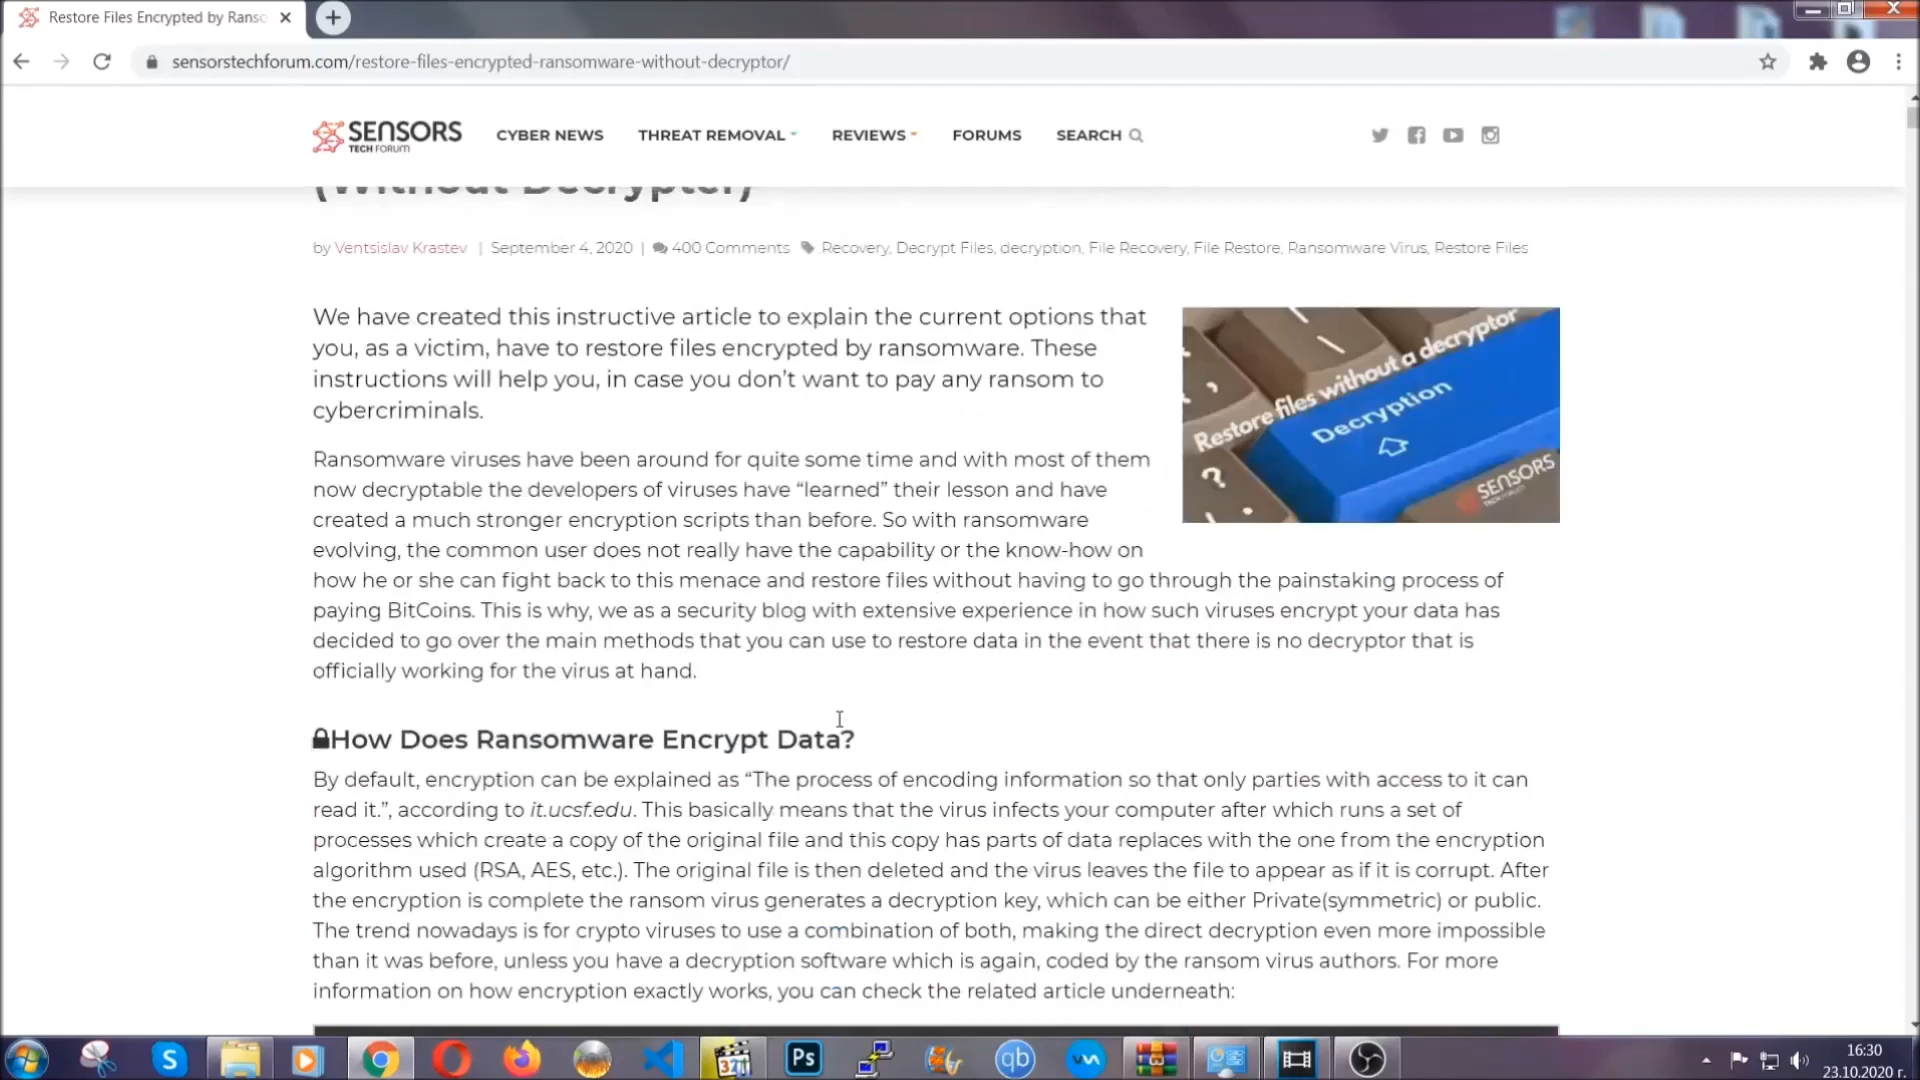 Restore Files Encrypted by Ranso
sensorstechforum.com/restore-files-encrypted-ransomware-without-decryptor/
SENSORS
TECH FORUM
CYBER NEWS THREAT REMOVAL REVIEWS FORUMS SEARCH
(Without Decrypter)
by Ventsislav Krastev | September 4, 2020 | 400 Comments Recovery, Decrypt Files, decryption, File Recovery, File Restore, Ransomware Virus, Restore Files
We have created this instructive article to explain the current options that
you, as a victim, have to restore files encrypted by ransomware. These
instructions will help you, in case you don’t want to pay any ransom to
cybercriminals.
Restore files without a decryptor
Decryption
SENSORS
Ransomware viruses have been around for quite some time and with most of them
now decryptable the developers of viruses have “learned” their lesson and have
created a much stronger encryption scripts than before. So with ransomware
evolving, the common user does not really have the capability or the know-how on
how he or she can fight back to this menace and restore files without having to go through the painstaking process of
paying BitCoins. This is why, we as a security blog with extensive experience in how such viruses encrypt your data has
decided to go over the main methods that you can use to restore data in the event that there is no decryptor that is
officially working for the virus at hand.
How Does Ransomware Encrypt Data?
By default, encryption can be explained as “The process of encoding information so that only parties with access to it can
read it.”, according to it.ucsf.edu. This basically means that the virus infects your computer after which runs a set of
processes which create a copy of the original file and this copy has parts of data replaces with the one from the encryption
algorithm used (RSA, AES, etc.). The original file is then deleted and the virus leaves the file to appear as if it is corrupt. After
the encryption is complete the ransom virus generates a decryption key, which can be either Private(symmetric) or public.
The trend nowadays is for crypto viruses to use a combination of both, making the direct decryption even more impossible
than it was before, unless you have a decryption software which is again, coded by the ransom virus authors. For more
information on how encryption exactly works, you can check the related article underneath:
S
321
Ps
qb
16:30
23.10.2020 г.